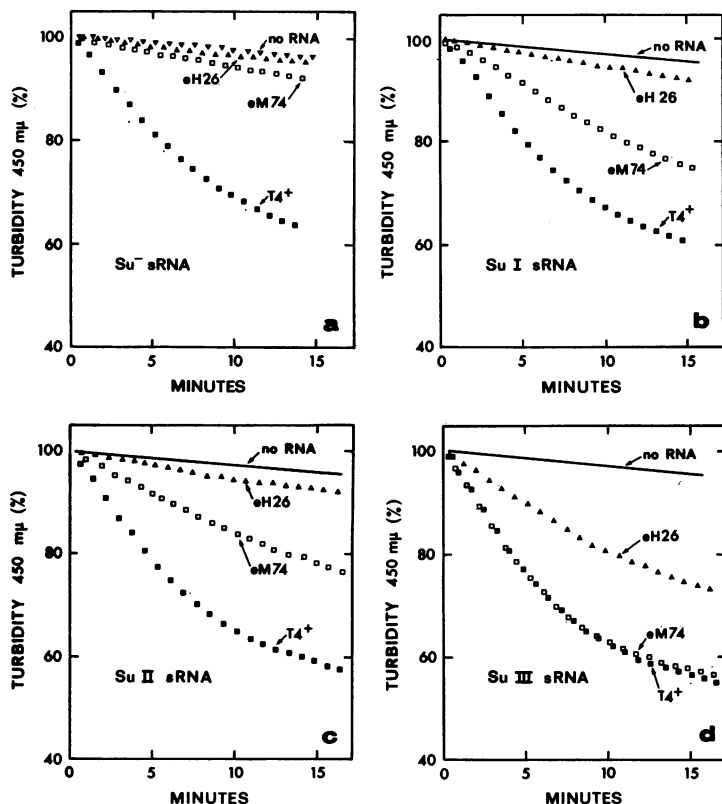 100
80
60
40
TURBIDITY 450 mμ (%)
no RNA
eH26
eM74
T4+
Su− sRNA
a
0
5
10
15
MINUTES
100
80
60
40
TURBIDITY 450 mμ (%)
no RNA
eH26
eM74
T4+
Su I sRNA
b
0
5
10
15
MINUTES
100
80
60
40
TURBIDITY 450 mμ (%)
no RNA
eH26
eM74
T4+
Su II sRNA
c
0
5
10
15
MINUTES
100
80
60
40
TURBIDITY 450 mμ (%)
no RNA
eH26
eM74
T4+
Su III sRNA
d
0
5
10
15
MINUTES